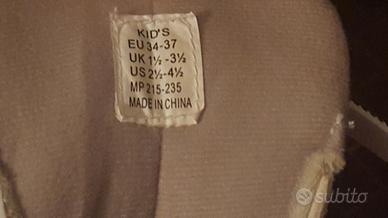 KID'S
EU 34-37
UK 1½-3½
US 2½-4½
MP 215-235
MADE IN CHINA
subito